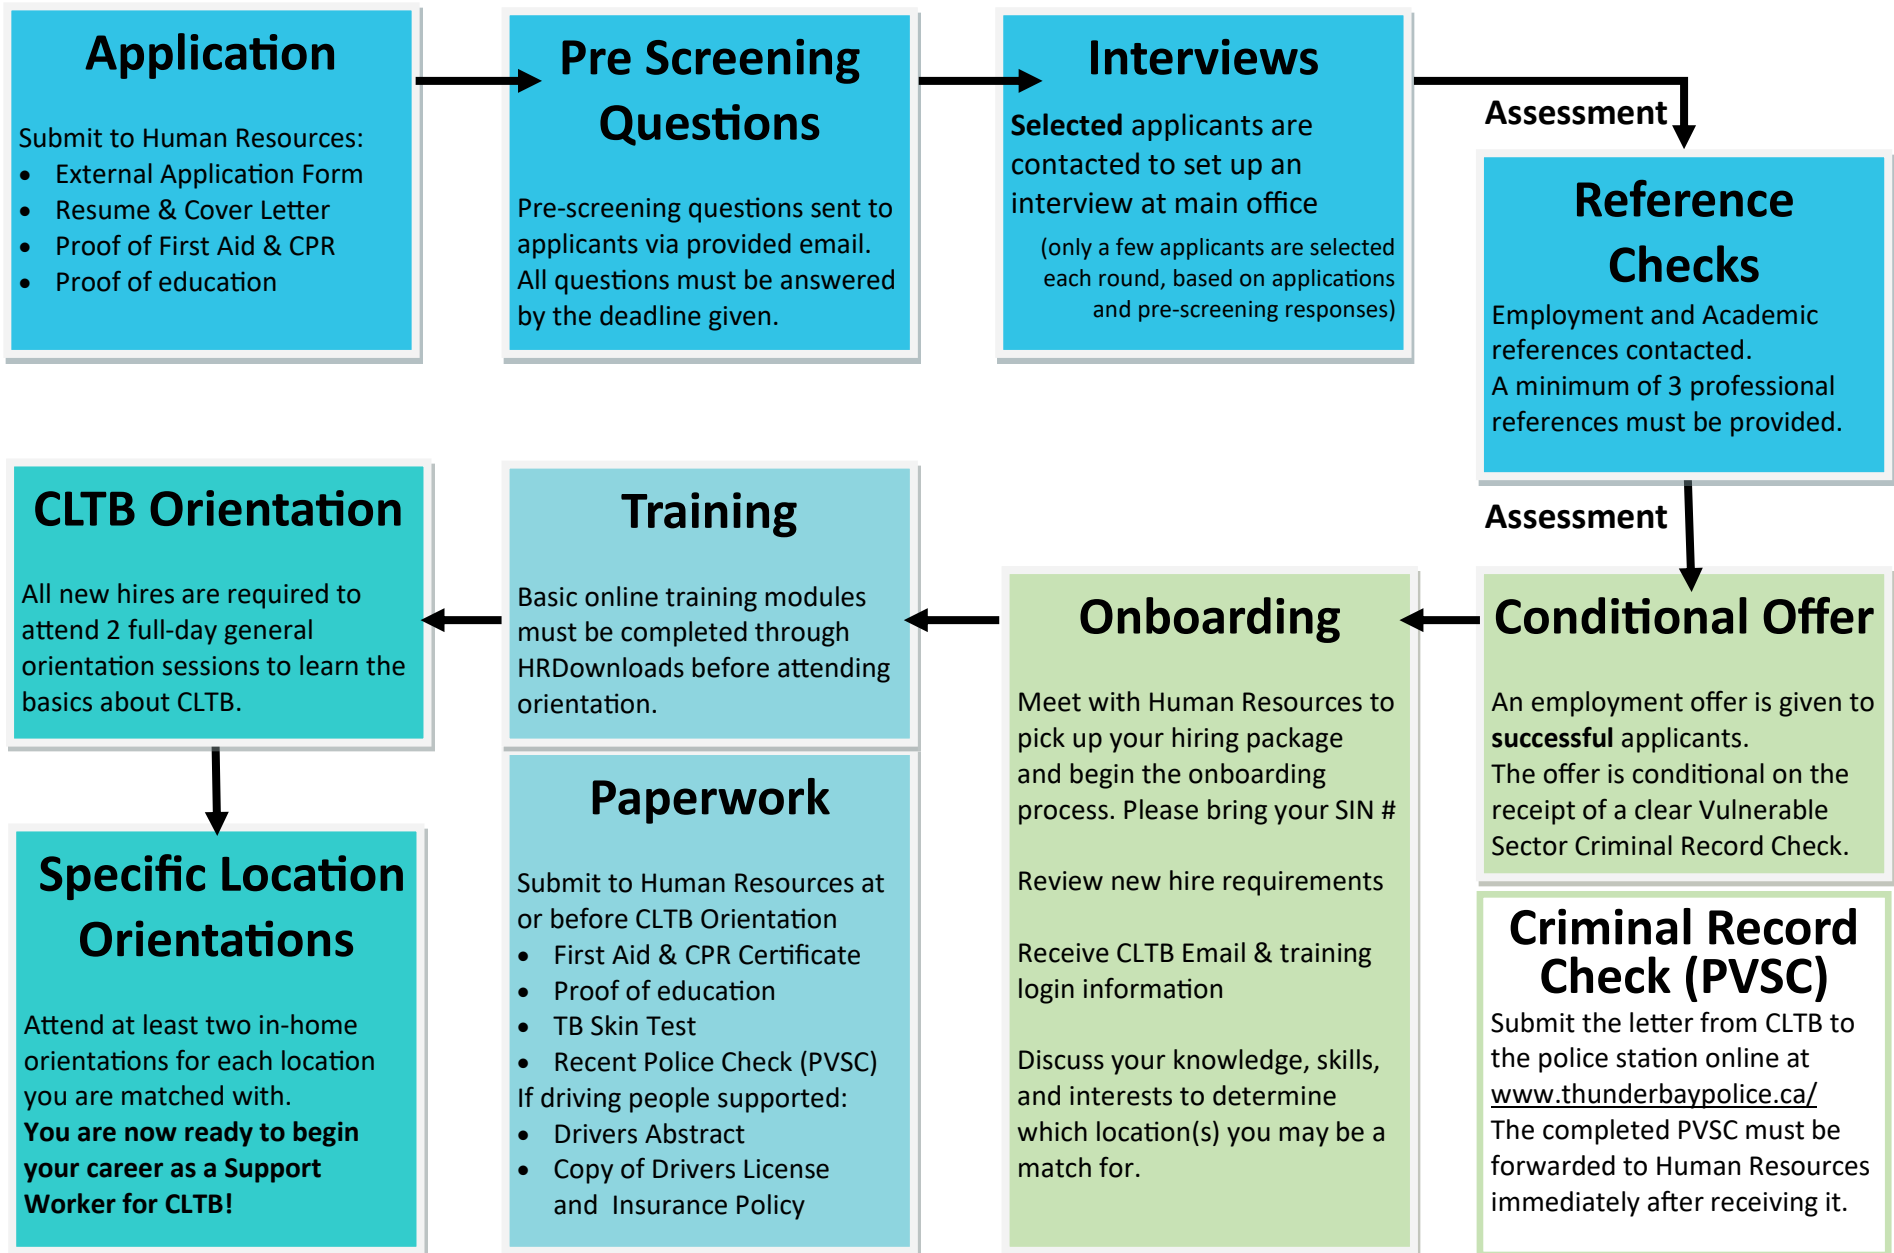 Application
Submit to Human Resources:
• External Application Form
• Resume & Cover Letter
• Proof of First Aid & CPR
• Proof of education
Pre Screening
Questions
Pre-screening questions sent to
applicants via provided email.
All questions must be answered
by the deadline given.
Interviews
Selected applicants are
contacted to set up an
interview at main office
(only a few applicants are selected
each round, based on applications
and pre-screening responses)
Assessment
Reference
Checks
Employment and Academic
references contacted.
A minimum of 3 professional
references must be provided.
Assessment
Conditional Offer
An employment offer is given to
successful applicants.
The offer is conditional on the
receipt of a clear Vulnerable
Sector Criminal Record Check.
Criminal Record
Check (PVSC)
Submit the letter from CLTB to
the police station online at
www.thunderbaypolice.ca/
The completed PVSC must be
forwarded to Human Resources
immediately after receiving it.
Onboarding
Meet with Human Resources to
pick up your hiring package
and begin the onboarding
process. Please bring your SIN #
Review new hire requirements
Receive CLTB Email & training
login information
Discuss your knowledge, skills,
and interests to determine
which location(s) you may be a
match for.
Training
Basic online training modules
must be completed through
HRDownloads before attending
orientation.
Paperwork
Submit to Human Resources at
or before CLTB Orientation
• First Aid & CPR Certificate
• Proof of education
• TB Skin Test
• Recent Police Check (PVSC)
If driving people supported:
• Drivers Abstract
• Copy of Drivers License
and Insurance Policy
CLTB Orientation
All new hires are required to
attend 2 full-day general
orientation sessions to learn the
basics about CLTB.
Specific Location
Orientations
Attend at least two in-home
orientations for each location
you are matched with.
You are now ready to begin
your career as a Support
Worker for CLTB!